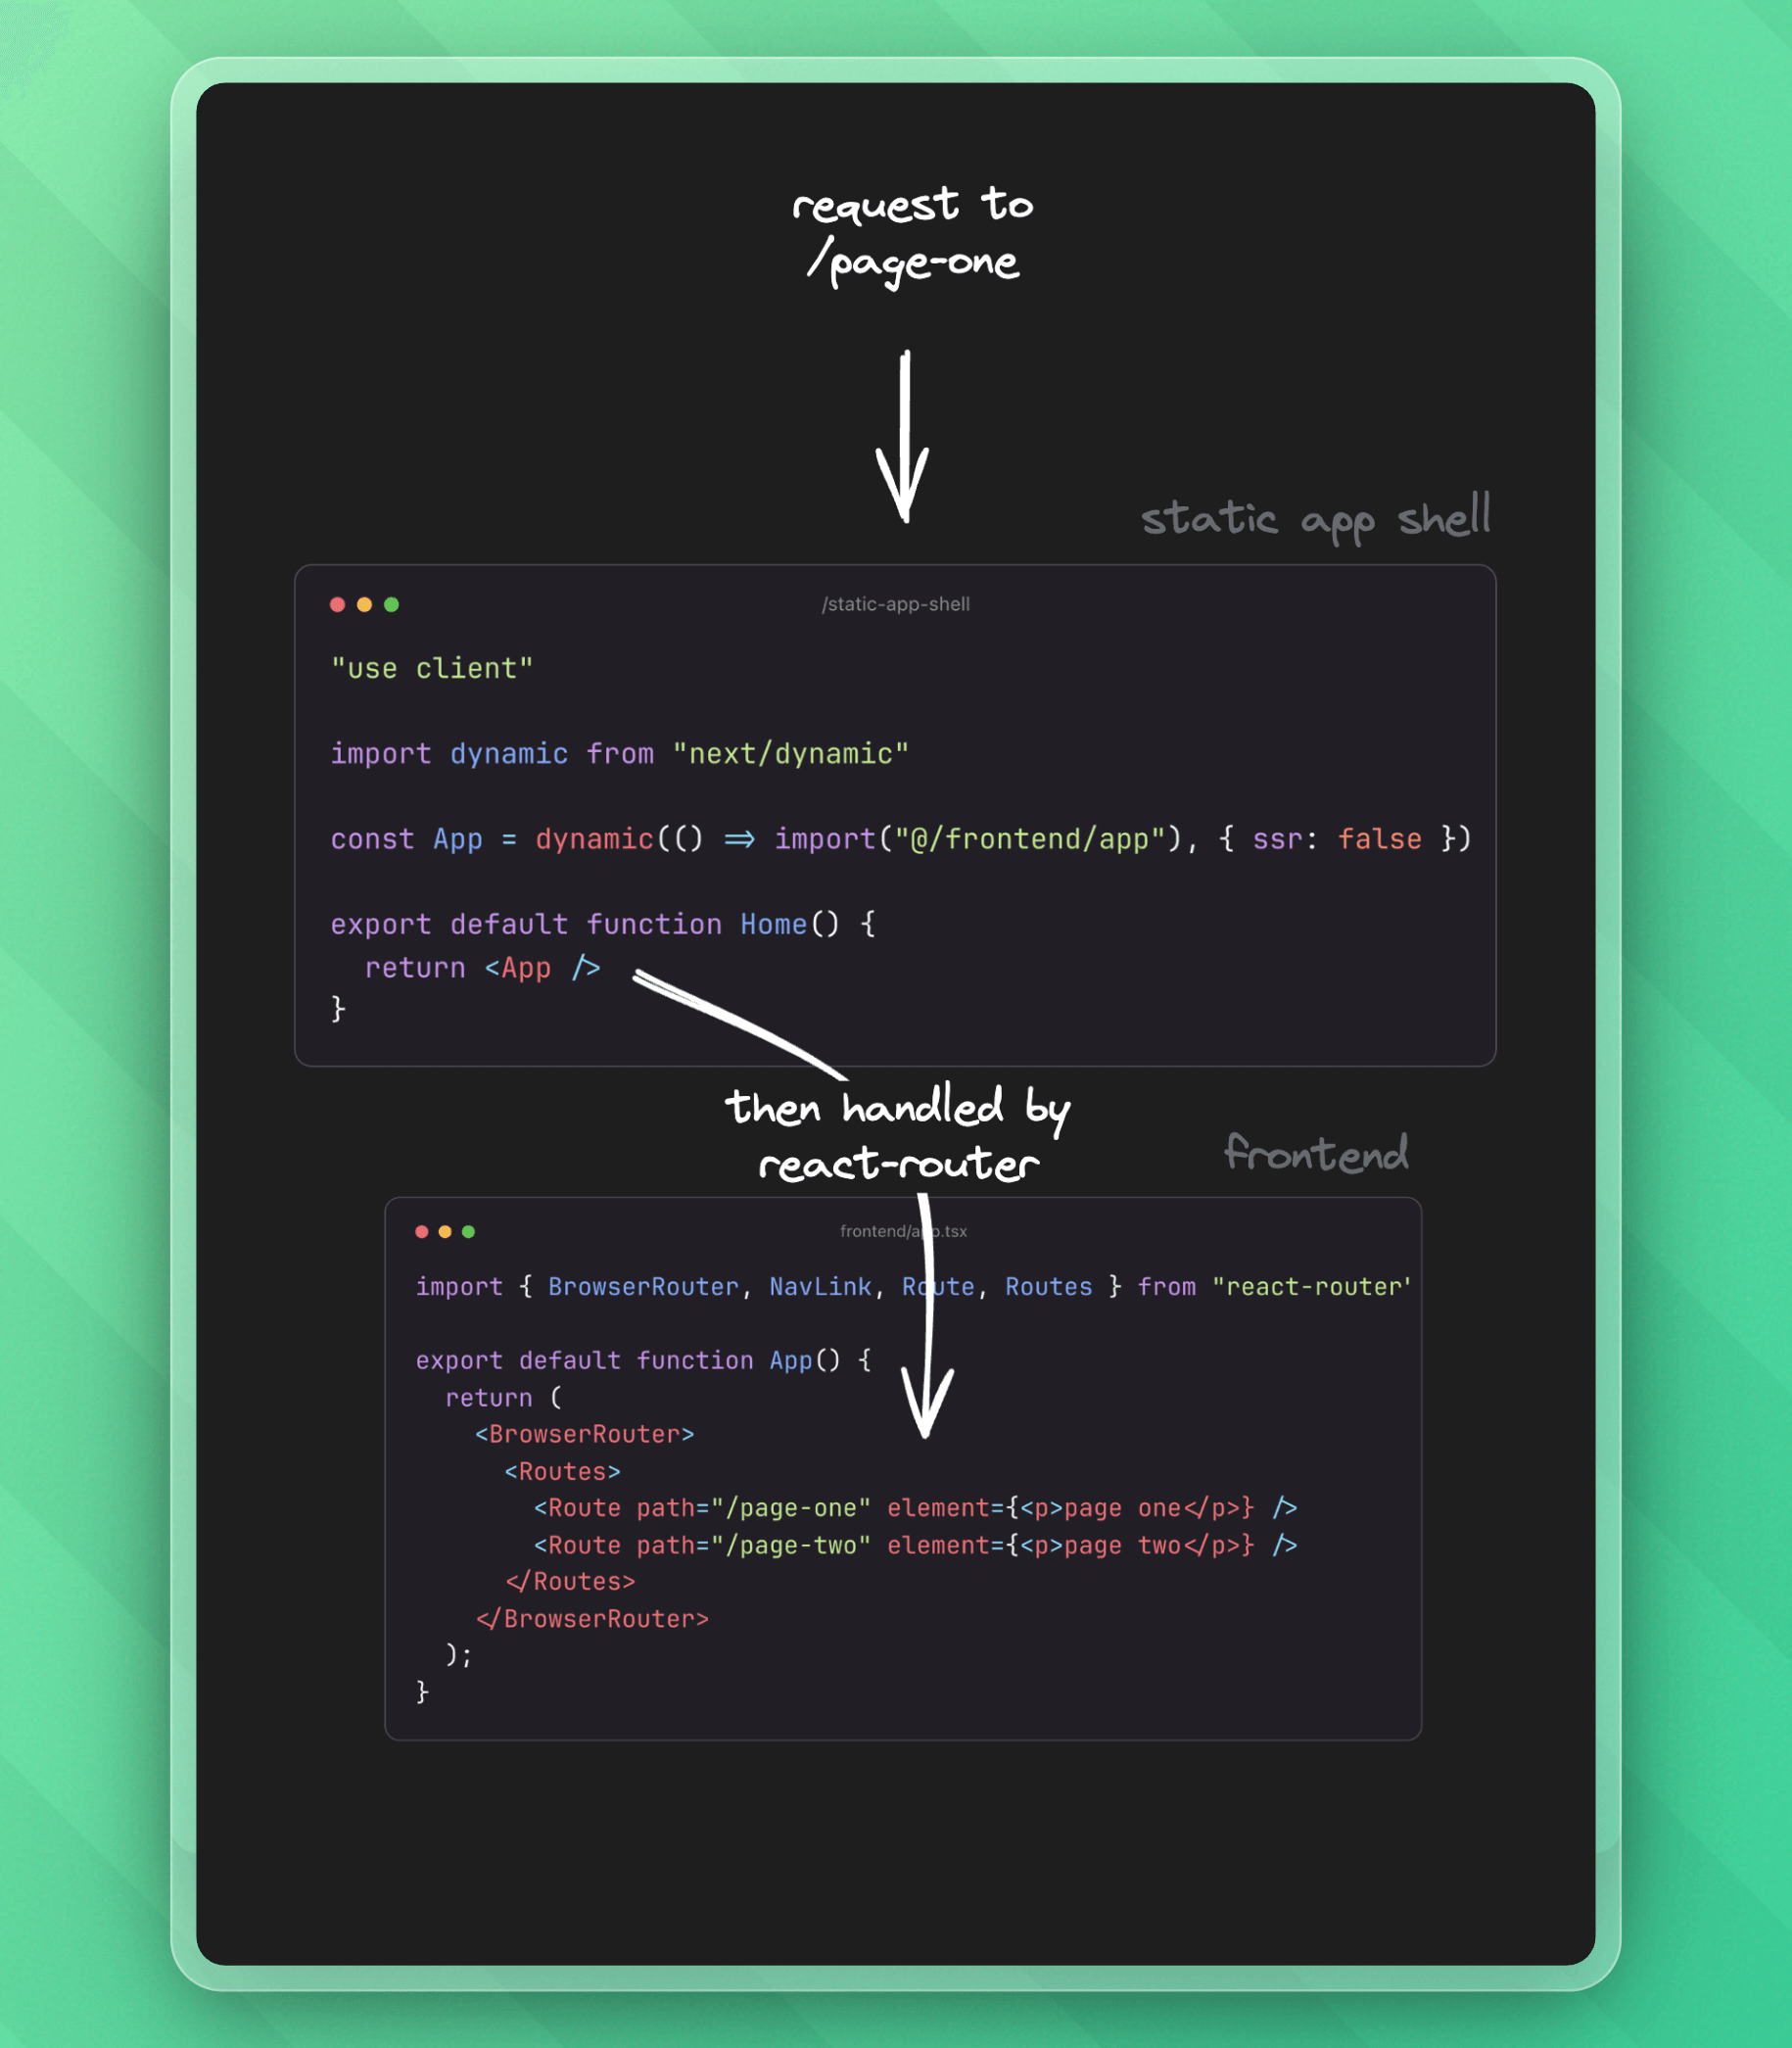 request to
/page-one
static app shell
/static-app-shell
"use client"
import dynamic from "next/dynamic"
const App = dynamic(() => import("@/frontend/app"), { ssr: false })
export default function Home() {
  return <App />
}
then handled by
react-router
frontend
frontend/app.tsx
import { BrowserRouter, NavLink, Route, Routes } from "react-router'
export default function App() {
  return (
    <BrowserRouter>
      <Routes>
        <Route path="/page-one" element={<p>page one</p>} />
        <Route path="/page-two" element={<p>page two</p>} />
      </Routes>
    </BrowserRouter>
  );
}